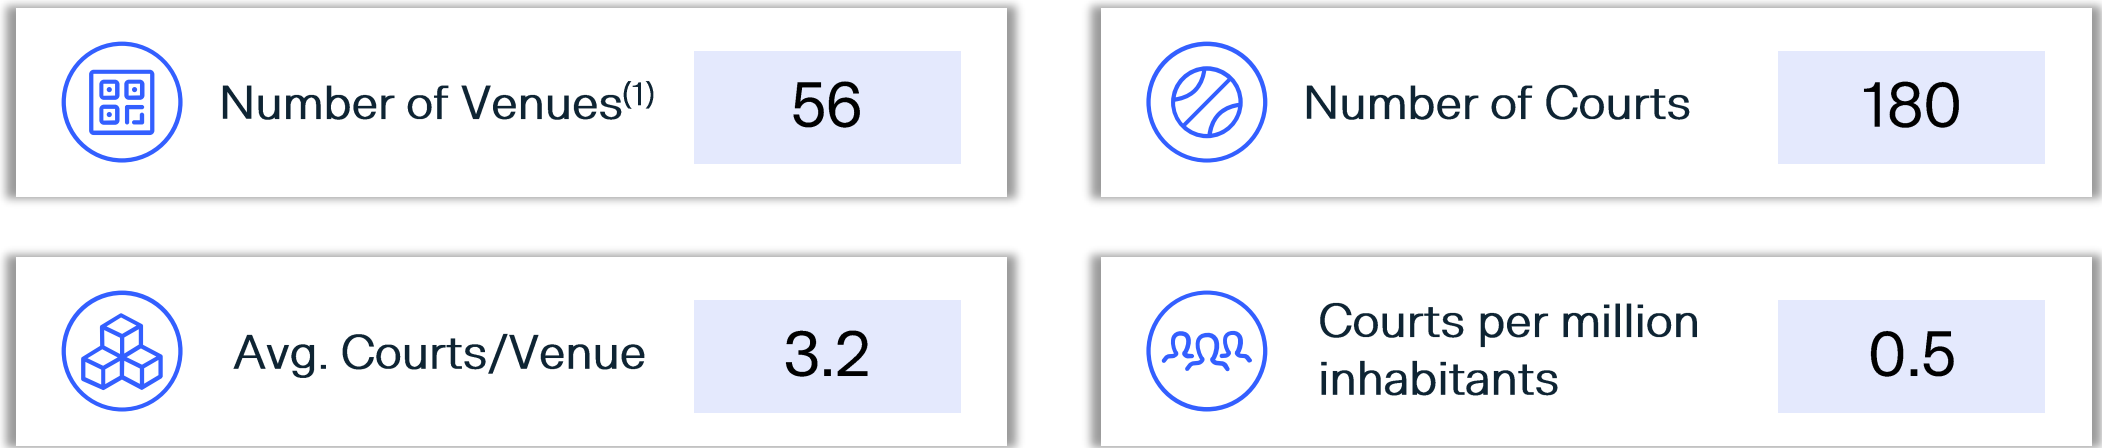 Number of Venues(1)
56
Number of Courts
180
Avg. Courts/Venue
3.2
Courts per million
inhabitants
0.5